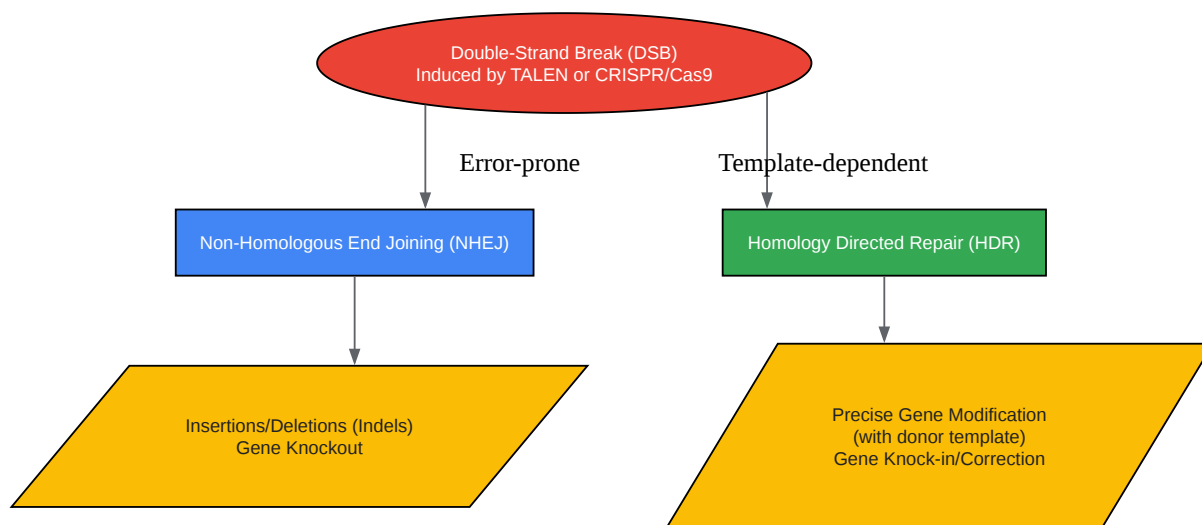 Double-Strand Break (DSB)
Induced by TALEN or CRISPR/Cas9
Error-prone
Template-dependent
Non-Homologous End Joining (NHEJ)
Homology Directed Repair (HDR)
Insertions/Deletions (Indels)
Gene Knockout
Precise Gene Modification
(with donor template)
Gene Knock-in/Correction